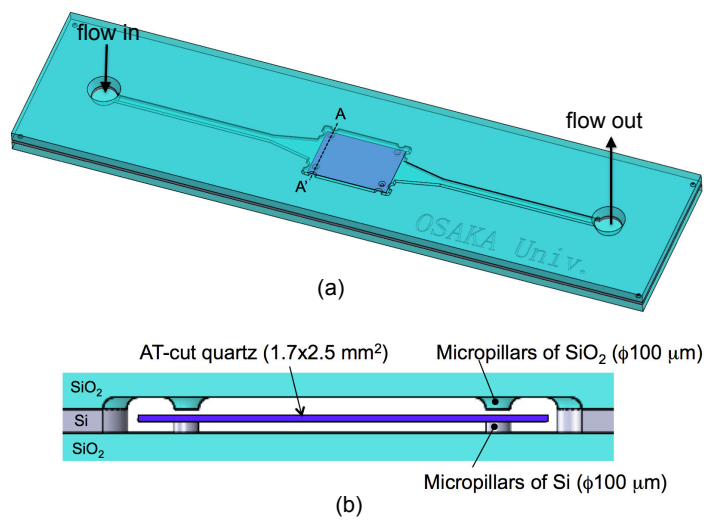 flow in
A
flow out
A'
OSAKA Univ.
(a)
AT-cut quartz (1.7x2.5 mm²)
Micropillars of SiO₂ (ϕ100 μm)
SiO₂
Si
SiO₂
Micropillars of Si (ϕ100 μm)
(b)